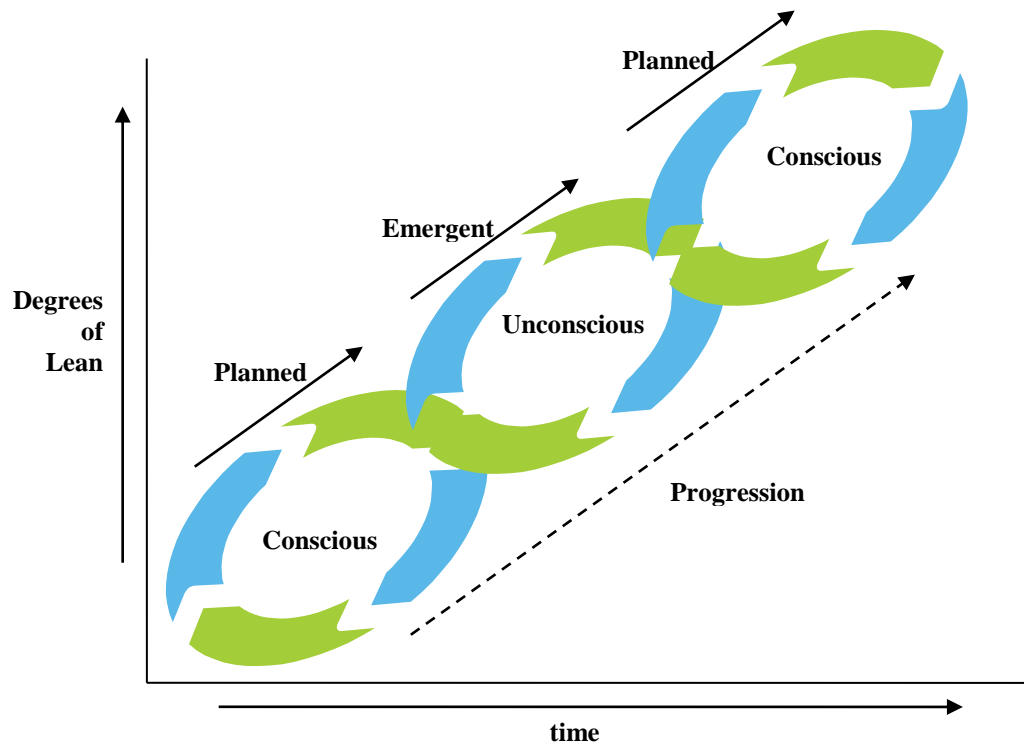 Planned
Conscious
Emergent
Degrees
of
Lean
Unconscious
Planned
Progression
Conscious
time